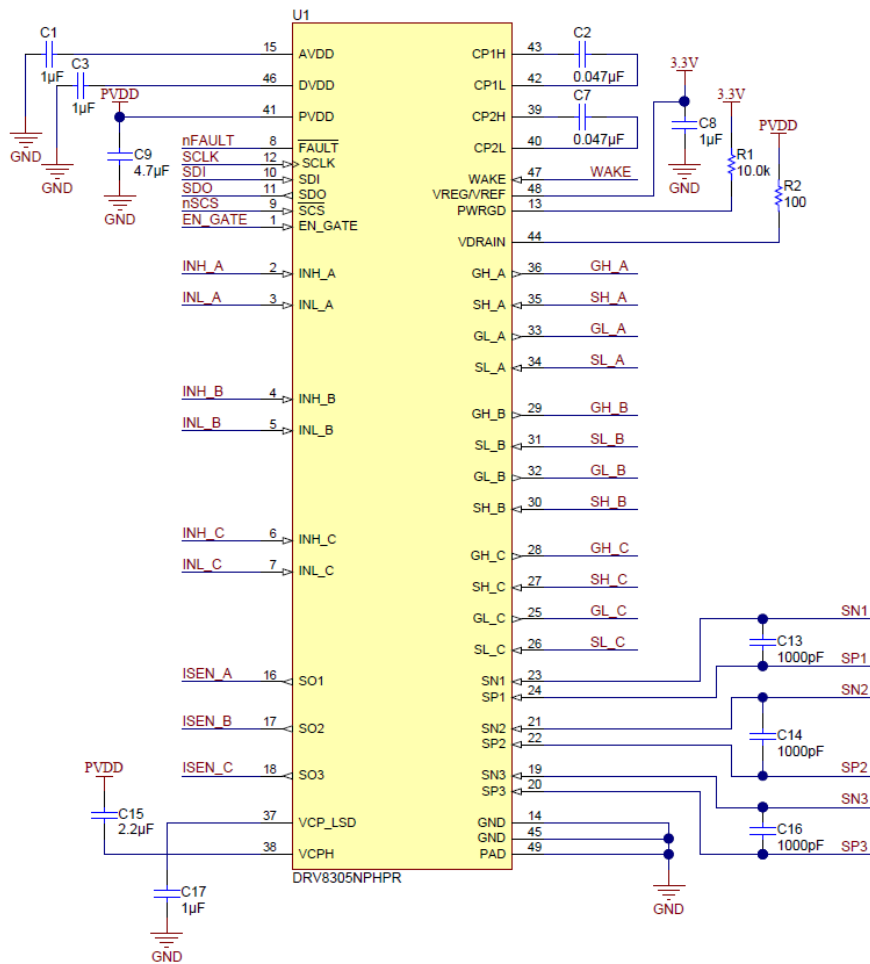 U1
C1
1µF
15
AVDD
CP1H
43
C2
0.047µF
C3
1µF
46
DVDD
CP1L
42
3.3V
PVDD
41
PVDD
CP2H
39
C7
0.047µF
3.3V
C9
4.7µF
GND
GND
GND
nFAULT
8
FAULT
CP2L
40
C8
1µF
GND
PVDD
SCLK
12
SCLK
SDI
10
SDI
WAKE
47
WAKE
R1
10.0k
SDO
11
SDO
VREG/VREF
48
nSCS
9
SCS
PWRGD
13
R2
100
EN_GATE
1
EN_GATE
VDRAIN
44
INH_A
2
INH_A
GH_A
36
GH_A
INL_A
3
INL_A
SH_A
35
SH_A
GL_A
33
GL_A
SL_A
34
SL_A
INH_B
4
INH_B
GH_B
29
GH_B
INL_B
5
INL_B
SL_B
31
SL_B
GL_B
32
GL_B
SH_B
30
SH_B
INH_C
6
INH_C
GH_C
28
GH_C
INL_C
7
INL_C
SH_C
27
SH_C
GL_C
25
GL_C
SL_C
26
SL_C
SN1
C13
1000pF
SP1
ISEN_A
16
SO1
SN1
23
SP1
24
SN2
ISEN_B
17
SO2
SN2
21
SP2
22
C14
1000pF
SP2
ISEN_C
18
SO3
SN3
19
SP3
20
SN3
PVDD
C15
2.2µF
37
VCP_LSD
GND
14
GND
45
C16
1000pF
SP3
38
VCPH
PAD
49
DRV8305NPHPR
C17
1µF
GND
GND